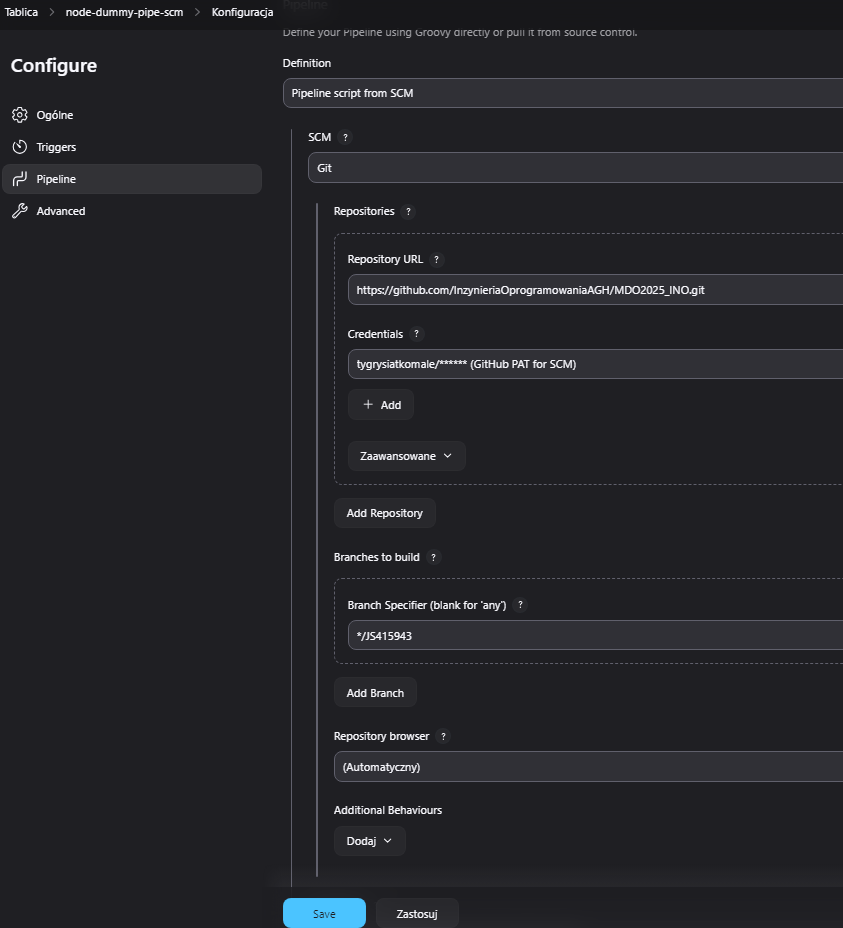 Tablica > node-dummy-pipe-scm > Konfiguracja
Configure
Ogólne
Triggers
Pipeline
Advanced
Pipeline
Define your Pipeline using Groovy directly or pull it from source control.
Definition
Pipeline script from SCM
SCM ?
Git
Repositories ?
Repository URL ?
https://github.com/InzynieriaOprogramowaniaAGH/MDO2025_INO.git
Credentials ?
tygrysiatkomale/****** (GitHub PAT for SCM)
+ Add
Zaawansowane
Add Repository
Branches to build ?
Branch Specifier (blank for 'any') ?
*/JS415943
Add Branch
Repository browser ?
(Automatyczny)
Additional Behaviours
Dodaj
Save
Zastosuj